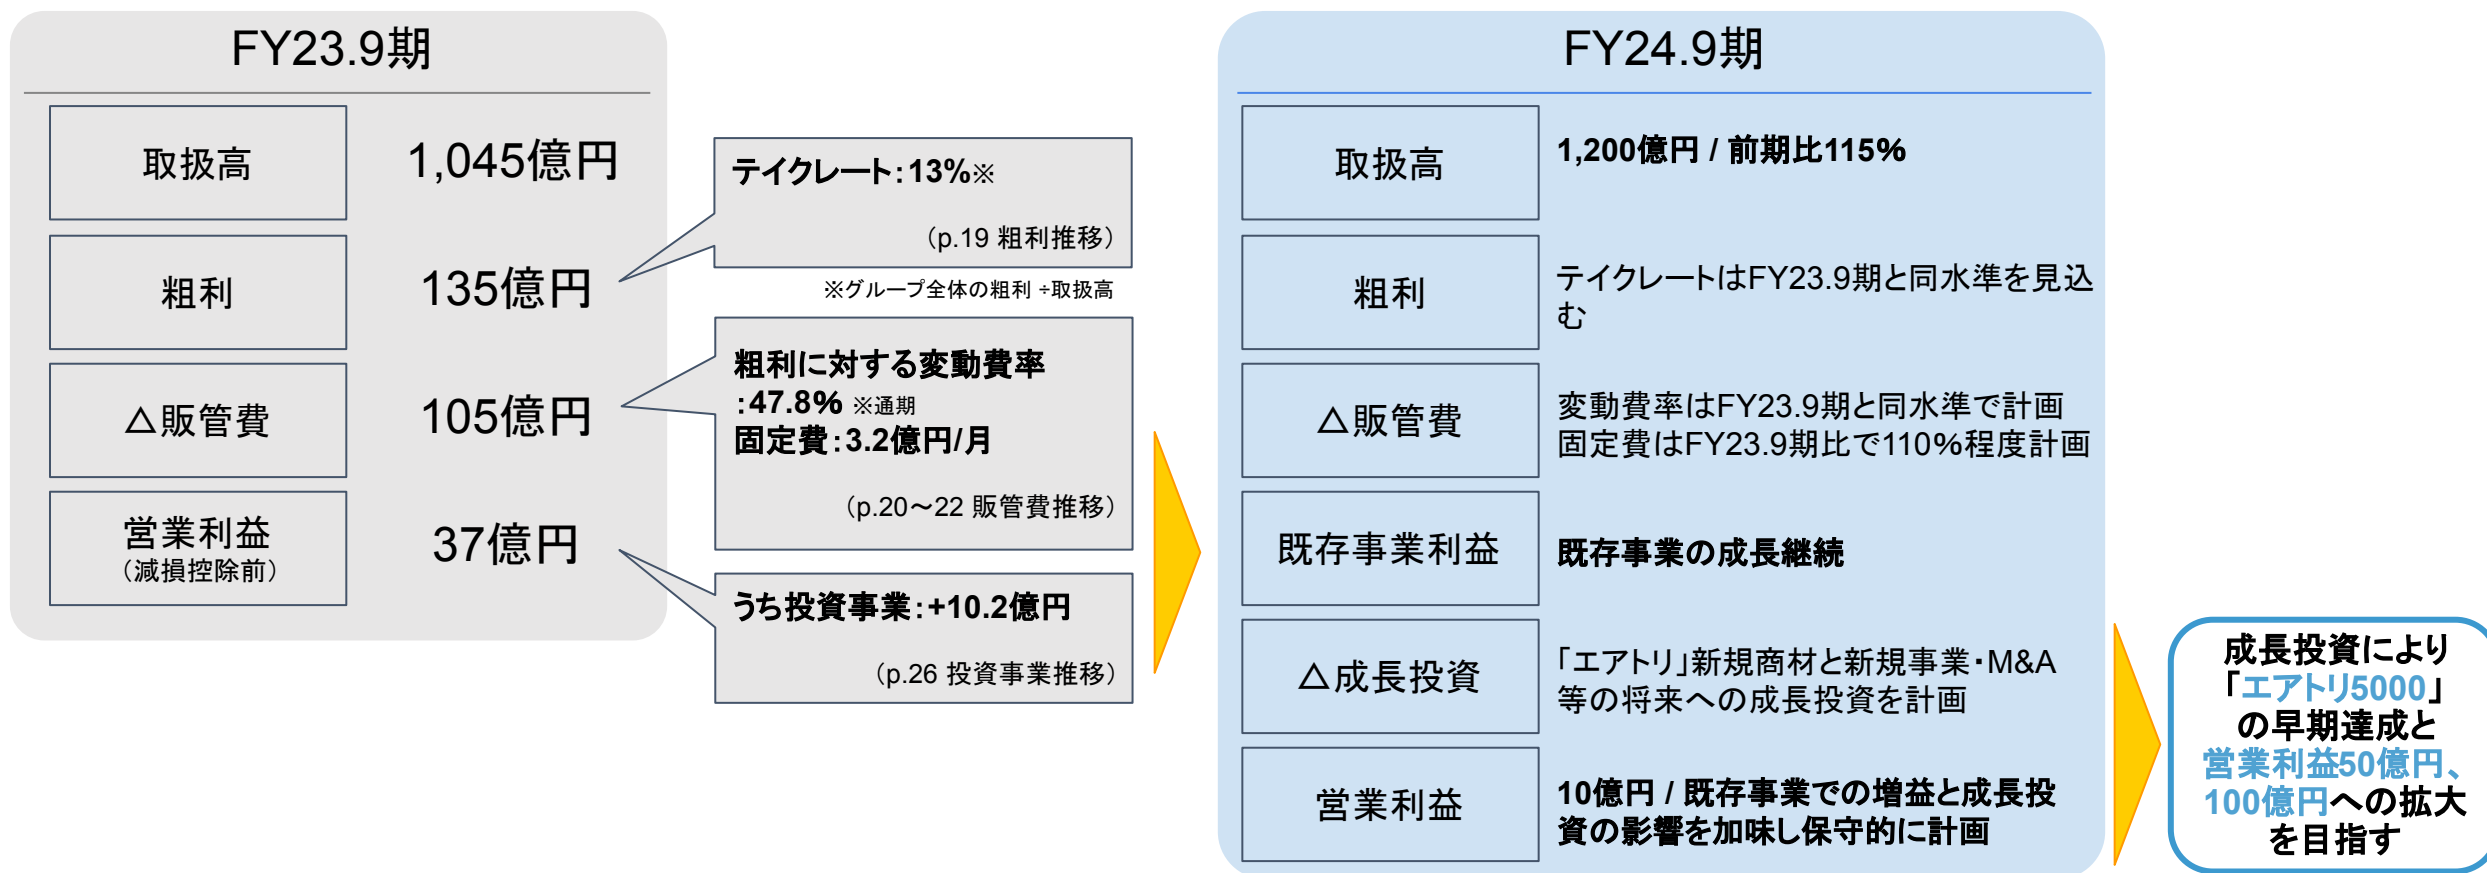 FY23.9期
取扱高
1,045億円
粗利
135億円
△販管費
105億円
営業利益
（減損控除前）
37億円
テイクレート：13%※
（p.19 粗利推移）
※グループ全体の粗利 ÷取扱高
粗利に対する変動費率
：47.8% ※通期
固定費：3.2億円/月
（p.20～22 販管費推移）
うち投資事業：+10.2億円
（p.26 投資事業推移）
FY24.9期
取扱高
1,200億円 / 前期比115%
粗利
テイクレートはFY23.9期と同水準を見込
む
△販管費
変動費率はFY23.9期と同水準で計画
固定費はFY23.9期比で110%程度計画
既存事業利益
既存事業の成長継続
△成長投資
「エアトリ」新規商材と新規事業・M&A
等の将来への成長投資を計画
営業利益
10億円 / 既存事業での増益と成長投
資の影響を加味し保守的に計画
成長投資により
「エアトリ5000」
の早期達成と
営業利益50億円、
100億円への拡大
を目指す